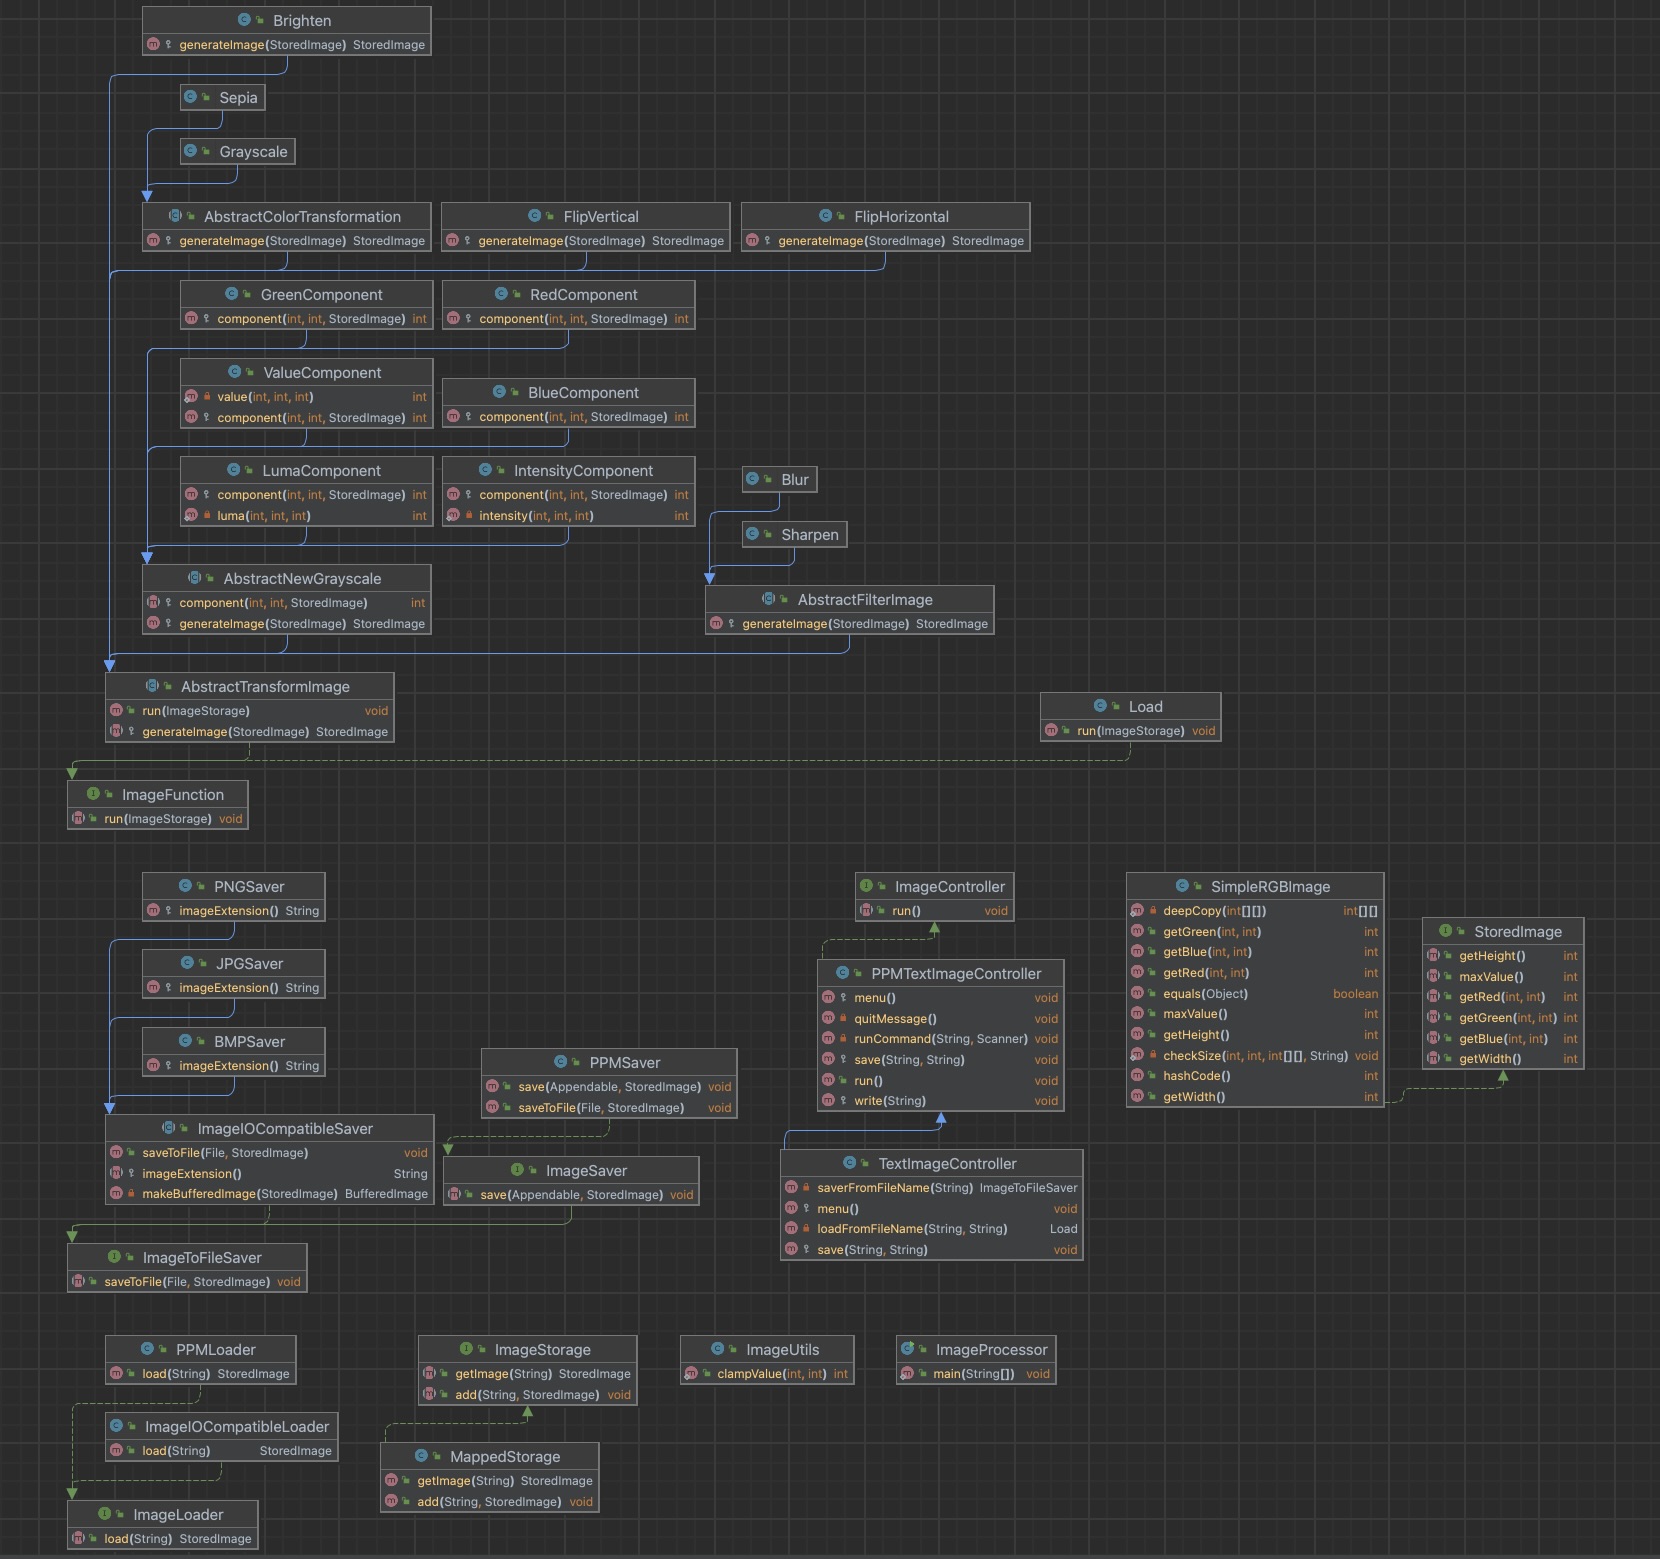 Brighten
generateImage(StoredImage) StoredImage
Sepia
Grayscale
AbstractColorTransformation
generateImage(StoredImage) StoredImage
FlipVertical
generateImage(StoredImage) StoredImage
FlipHorizontal
generateImage(StoredImage) StoredImage
GreenComponent
component(int, int, StoredImage) int
RedComponent
component(int, int, StoredImage) int
ValueComponent
value(int, int, int) int
component(int, int, StoredImage) int
BlueComponent
component(int, int, StoredImage) int
LumaComponent
component(int, int, StoredImage) int
luma(int, int, int) int
IntensityComponent
component(int, int, StoredImage) int
intensity(int, int, int) int
Blur
Sharpen
AbstractNewGrayscale
component(int, int, StoredImage) int
generateImage(StoredImage) StoredImage
AbstractFilterImage
generateImage(StoredImage) StoredImage
AbstractTransformImage
run(ImageStorage) void
generateImage(StoredImage) StoredImage
Load
run(ImageStorage) void
ImageFunction
run(ImageStorage) void
PNGSaver
imageExtension() String
JPGSaver
imageExtension() String
BMPSaver
imageExtension() String
ImageIOCompatibleSaver
saveToFile(File, StoredImage) void
imageExtension() String
makeBufferedImage(StoredImage) BufferedImage
PPMSaver
save(Appendable, StoredImage) void
saveToFile(File, StoredImage) void
ImageSaver
save(Appendable, StoredImage) void
ImageToFileSaver
saveToFile(File, StoredImage) void
ImageController
run() void
PPMTextImageController
menu() void
quitMessage() void
runCommand(String, Scanner) void
save(String, String) void
run() void
write(String) void
TextImageController
saverFromFileName(String) ImageToFileSaver
menu() void
loadFromFileName(String, String) Load
save(String, String) void
SimpleRGBImage
deepCopy(int[][]) int[][]
getGreen(int, int) int
getBlue(int, int) int
getRed(int, int) int
equals(Object) boolean
maxValue() int
getHeight() int
checkSize(int, int, int[][], String) void
hashCode() int
getWidth() int
StoredImage
getHeight() int
maxValue() int
getRed(int, int) int
getGreen(int, int) int
getBlue(int, int) int
getWidth() int
PPMLoader
load(String) StoredImage
ImageIOCompatibleLoader
load(String) StoredImage
ImageLoader
load(String) StoredImage
ImageStorage
getImage(String) StoredImage
add(String, StoredImage) void
MappedStorage
getImage(String) StoredImage
add(String, StoredImage) void
ImageUtils
clampValue(int, int) int
ImageProcessor
main(String[]) void